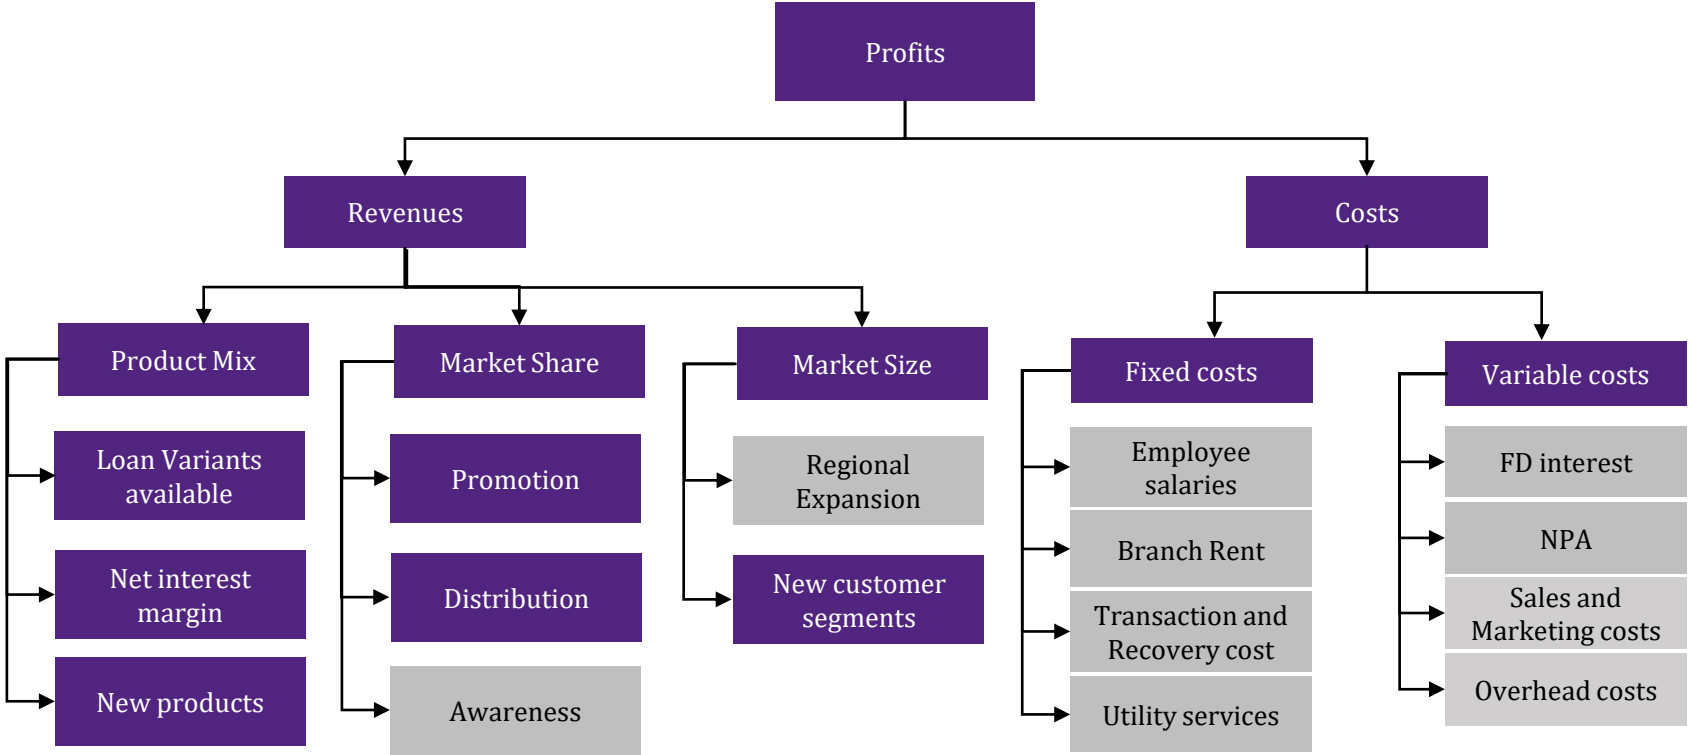 Profits
Revenues
Costs
Product Mix
Market Share
Market Size
Fixed costs
Variable costs
Loan Variants
available
Net interest
margin
New products
Promotion
Distribution
Awareness
Regional
Expansion
New customer
segments
Employee
salaries
Branch Rent
Transaction and
Recovery cost
Utility services
FD interest
NPA
Sales and
Marketing costs
Overhead costs